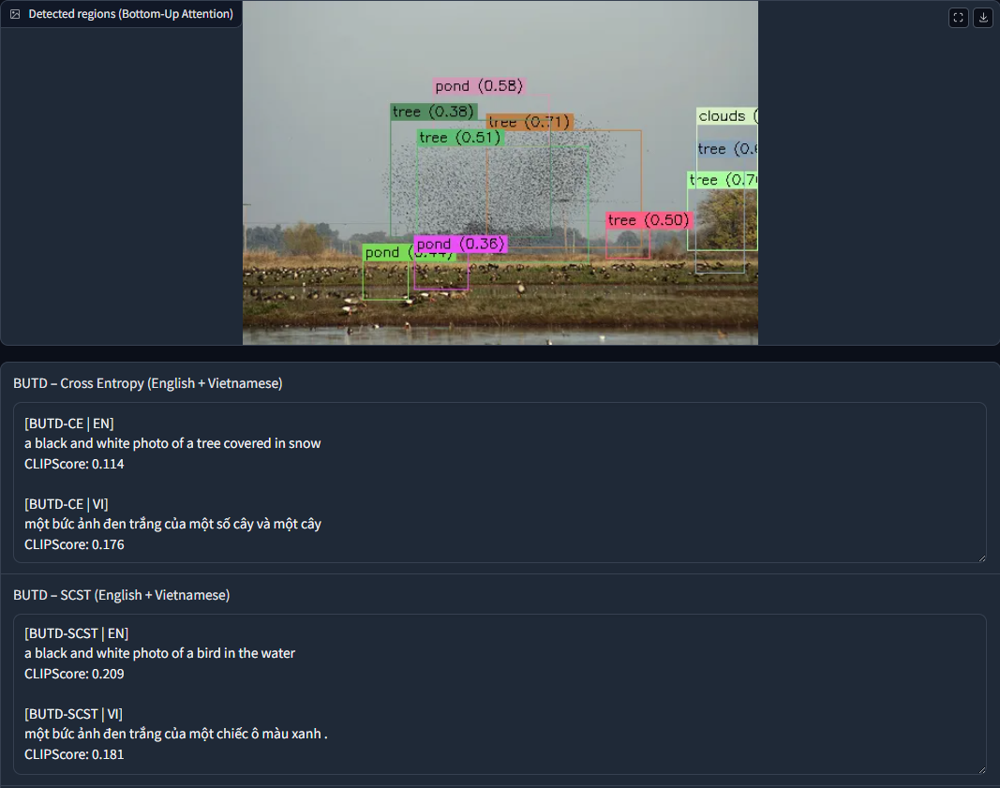 Detected regions (Bottom-Up Attention)
pond (0.58)
tree (0.38)
tree (0.71)
tree (0.51)
clouds (
tree (0.
tree (0.7
tree (0.50)
pond (0.36)
pond (0.44)
BUTD – Cross Entropy (English + Vietnamese)
[BUTD-CE | EN]
a black and white photo of a tree covered in snow
CLIPScore: 0.114
[BUTD-CE | VI]
một bức ảnh đen trắng của một số cây và một cây
CLIPScore: 0.176
BUTD – SCST (English + Vietnamese)
[BUTD-SCST | EN]
a black and white photo of a bird in the water
CLIPScore: 0.209
[BUTD-SCST | VI]
một bức ảnh đen trắng của một chiếc ô màu xanh .
CLIPScore: 0.181